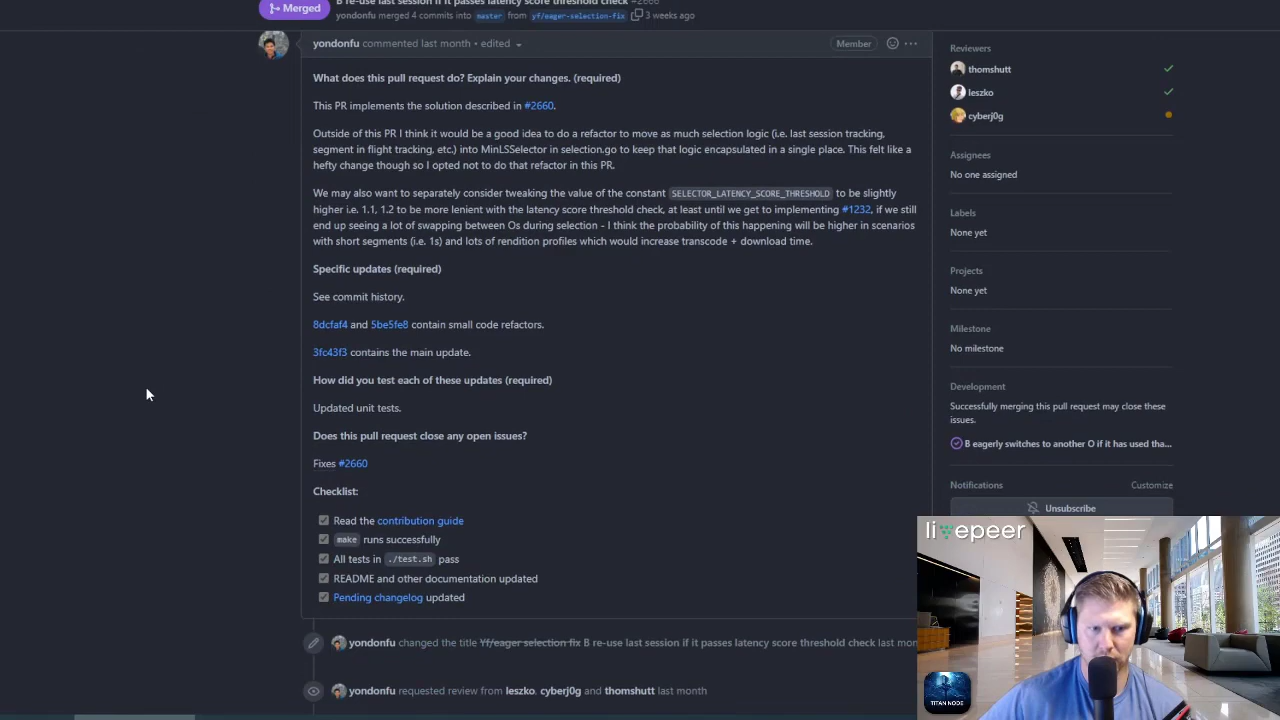 B re-use last session if it passes latency score threshold check #2666
Merged
yondonfu merged 4 commits into master from yf/eager-selection-fix 3 weeks ago
yondonfu commented last month • edited
Member
What does this pull request do? Explain your changes. (required)
This PR implements the solution described in #2660.
Outside of this PR I think it would be a good idea to do a refactor to move as much selection logic (i.e. last session tracking,
segment in flight tracking, etc.) into MinLSSelector in selection.go to keep that logic encapsulated in a single place. This felt like a
hefty change though so I opted not to do that refactor in this PR.
We may also want to separately consider tweaking the value of the constant SELECTOR_LATENCY_SCORE_THRESHOLD to be slightly
higher i.e. 1.1, 1.2 to be more lenient with the latency score threshold check, at least until we get to implementing #1232, if we still
end up seeing a lot of swapping between Os during selection - I think the probability of this happening will be higher in scenarios
with short segments (i.e. 1s) and lots of rendition profiles which would increase transcode + download time.
Specific updates (required)
See commit history.
8dcfaf4 and 5be5fe8 contain small code refactors.
3fc43f3 contains the main update.
How did you test each of these updates (required)
Updated unit tests.
Does this pull request close any open issues?
Fixes #2660
Checklist:
Read the contribution guide
make runs successfully
All tests in ./test.sh pass
README and other documentation updated
Pending changelog updated
yondonfu changed the title Yf/eager selection fix B re-use last session if it passes latency score threshold check last mon
yondonfu requested review from leszko, cyberj0g and thomshutt last month
Reviewers
thomshutt
leszko
cyberj0g
Assignees
No one assigned
Labels
None yet
Projects
None yet
Milestone
No milestone
Development
Successfully merging this pull request may close these
issues.
B eagerly switches to another O if it has used tha...
Notifications
Customize
Unsubscribe
livepeer
TITAN NODE